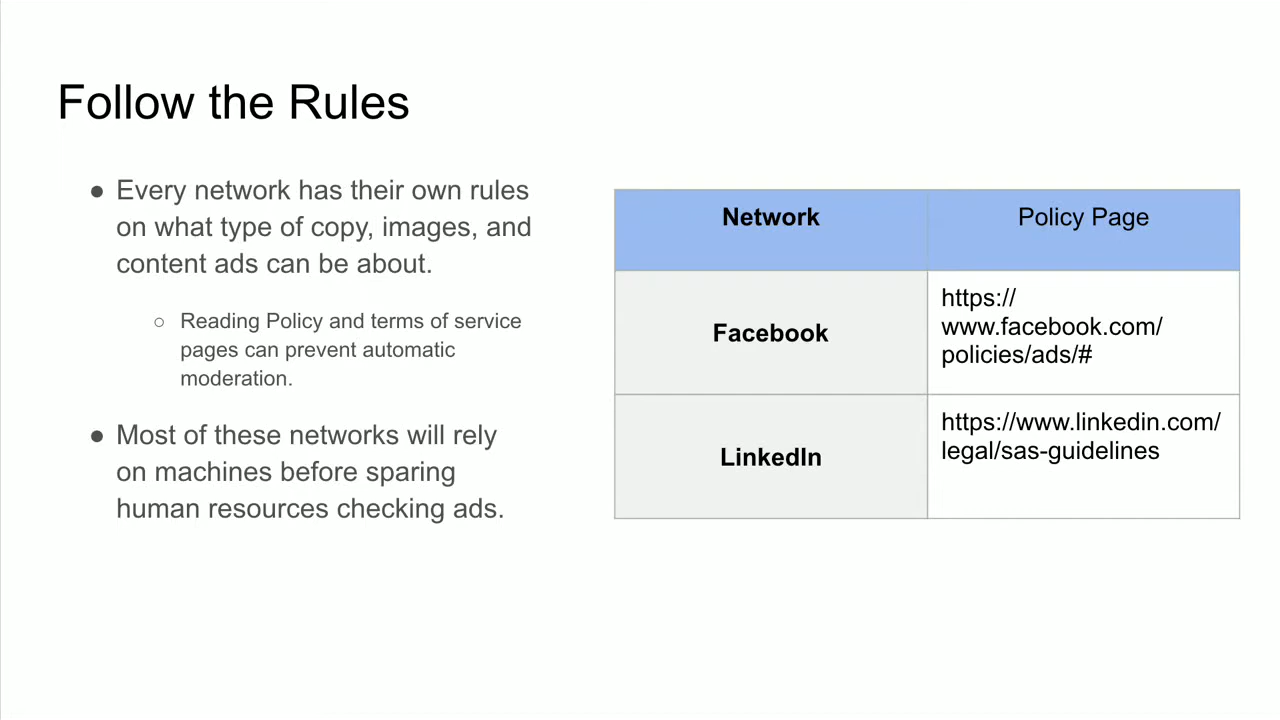 Follow the Rules
● Every network has their own rules
on what type of copy, images, and
content ads can be about.
○ Reading Policy and terms of service
pages can prevent automatic
moderation.
● Most of these networks will rely
on machines before sparing
human resources checking ads.
Network Policy Page
Facebook
https://
www.facebook.com/
policies/ads/#
LinkedIn
https://www.linkedin.com/
legal/sas-guidelines